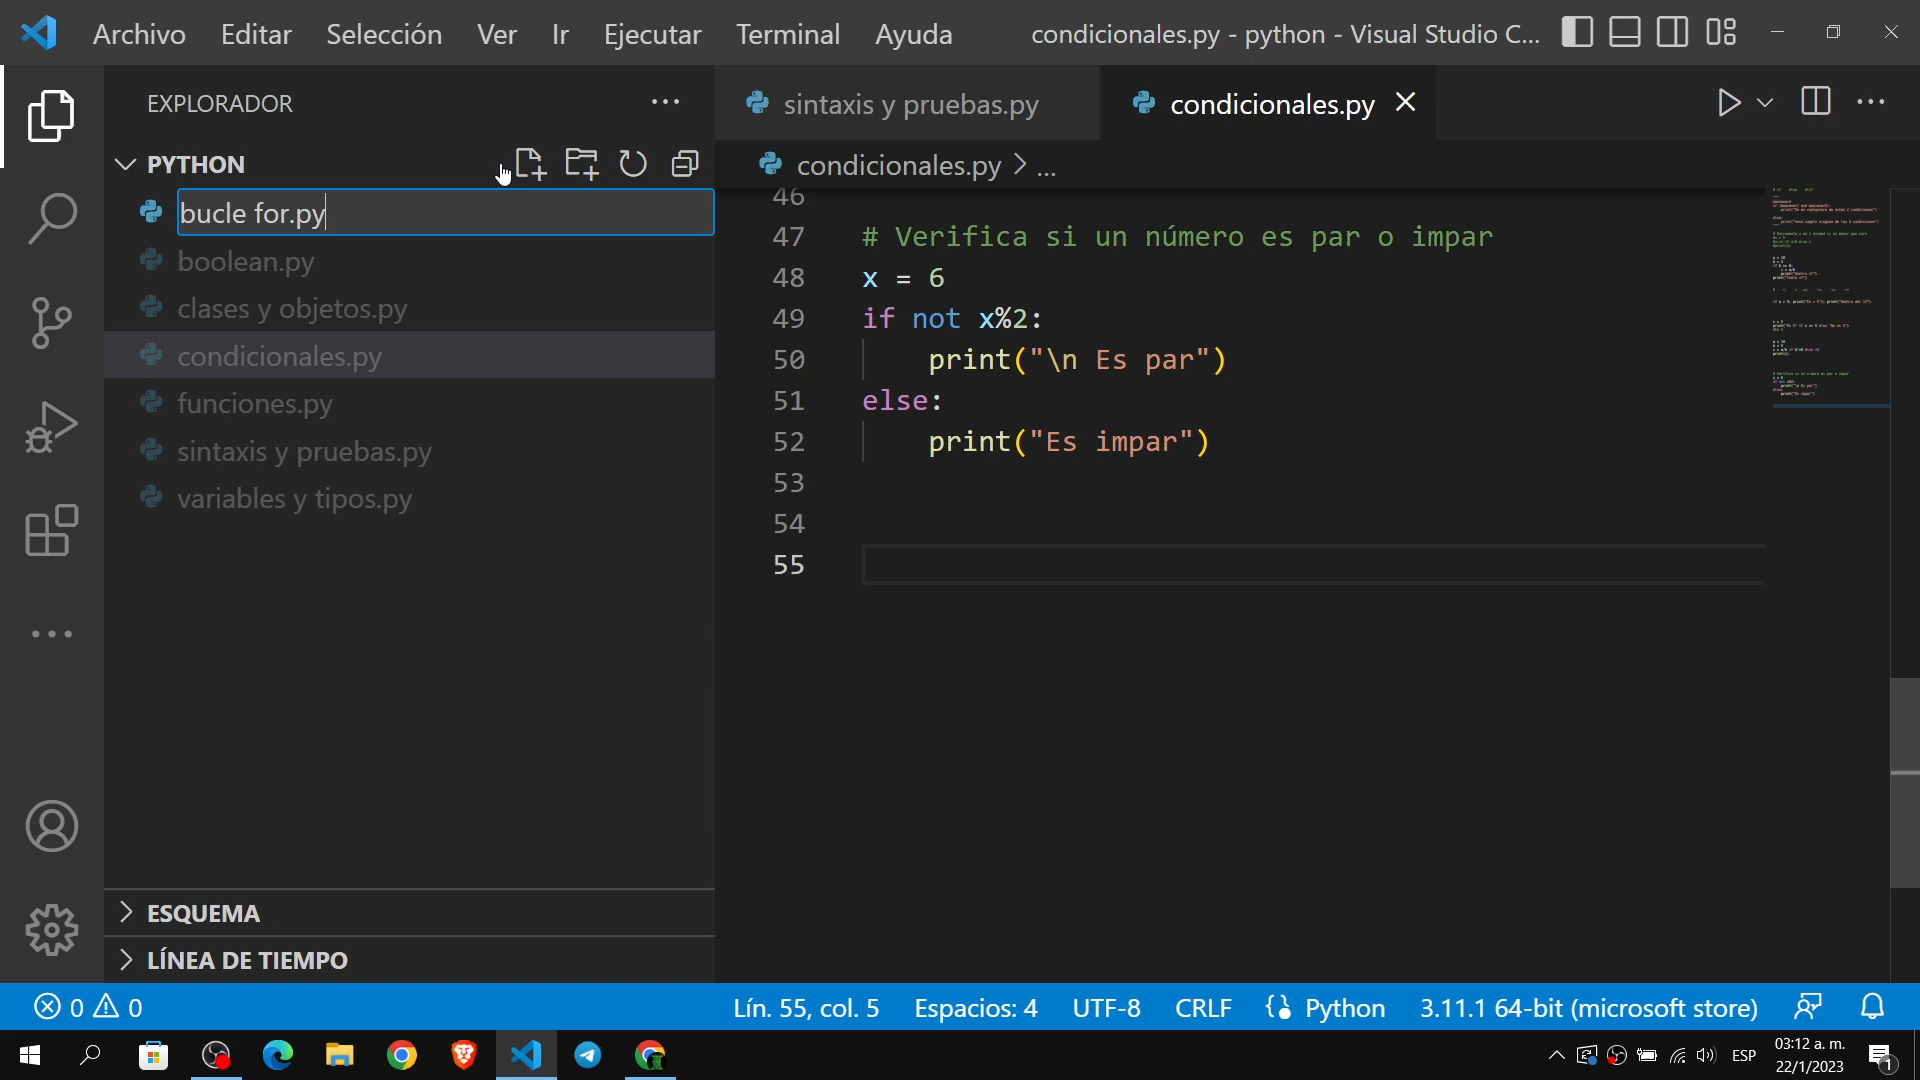 Archivo Editar Selección Ver Ir Ejecutar Terminal Ayuda condicionales.py - python - Visual Studio C...
EXPLORADOR
PYTHON
bucle for.py
boolean.py
clases y objetos.py
condicionales.py
funciones.py
sintaxis y pruebas.py
variables y tipos.py
ESQUEMA
LÍNEA DE TIEMPO
sintaxis y pruebas.py condicionales.py
condicionales.py > ...
46
47 # Verifica si un número es par o impar
48 x = 6
49 if not x%2:
50 print("\n Es par")
51 else:
52 print("Es impar")
53
54
55
0 0 Lín. 55, col. 5 Espacios: 4 UTF-8 CRLF Python 3.11.1 64-bit (microsoft store)
ESP 03:12 a. m.
22/1/2023
1